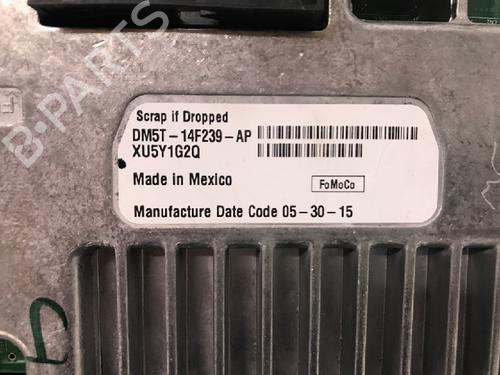 B-PARTS
Scrap if Dropped
DM5T-14F239-AP
XU5Y1G2Q
Made in Mexico
FoMoCo
Manufacture Date Code 05-30-15